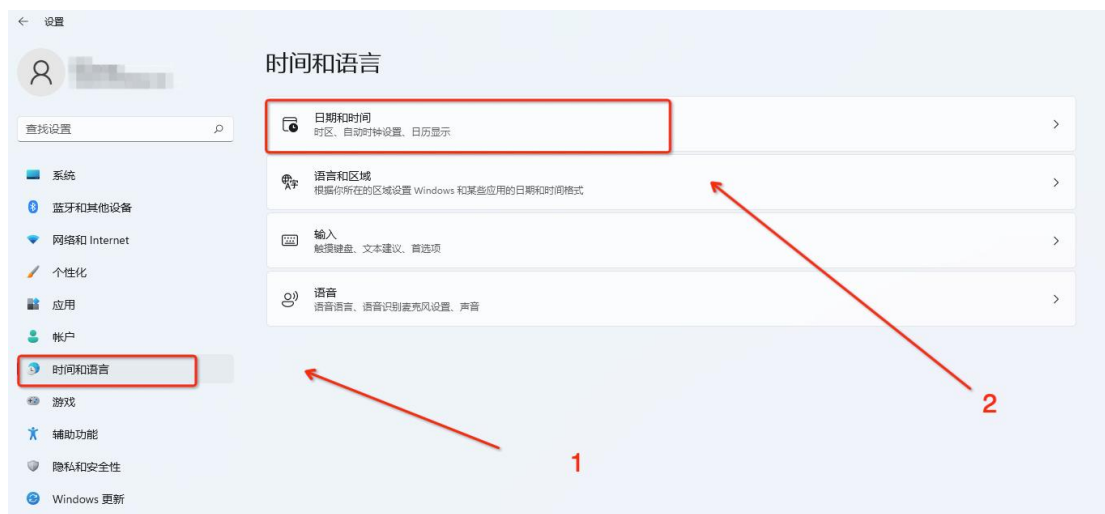 设置
时间和语言
查找设置
日期和时间
时区、自动时钟设置、日历显示
语言和区域
根据你所在的区域设置 Windows 和某些应用的日期和时间格式
输入
触摸键盘、文本建议、首选项
语音
语音语言、语音识别麦克风设置、声音
系统
蓝牙和其他设备
网络和 Internet
个性化
应用
帐户
时间和语言
游戏
辅助功能
隐私和安全性
Windows 更新
1
2